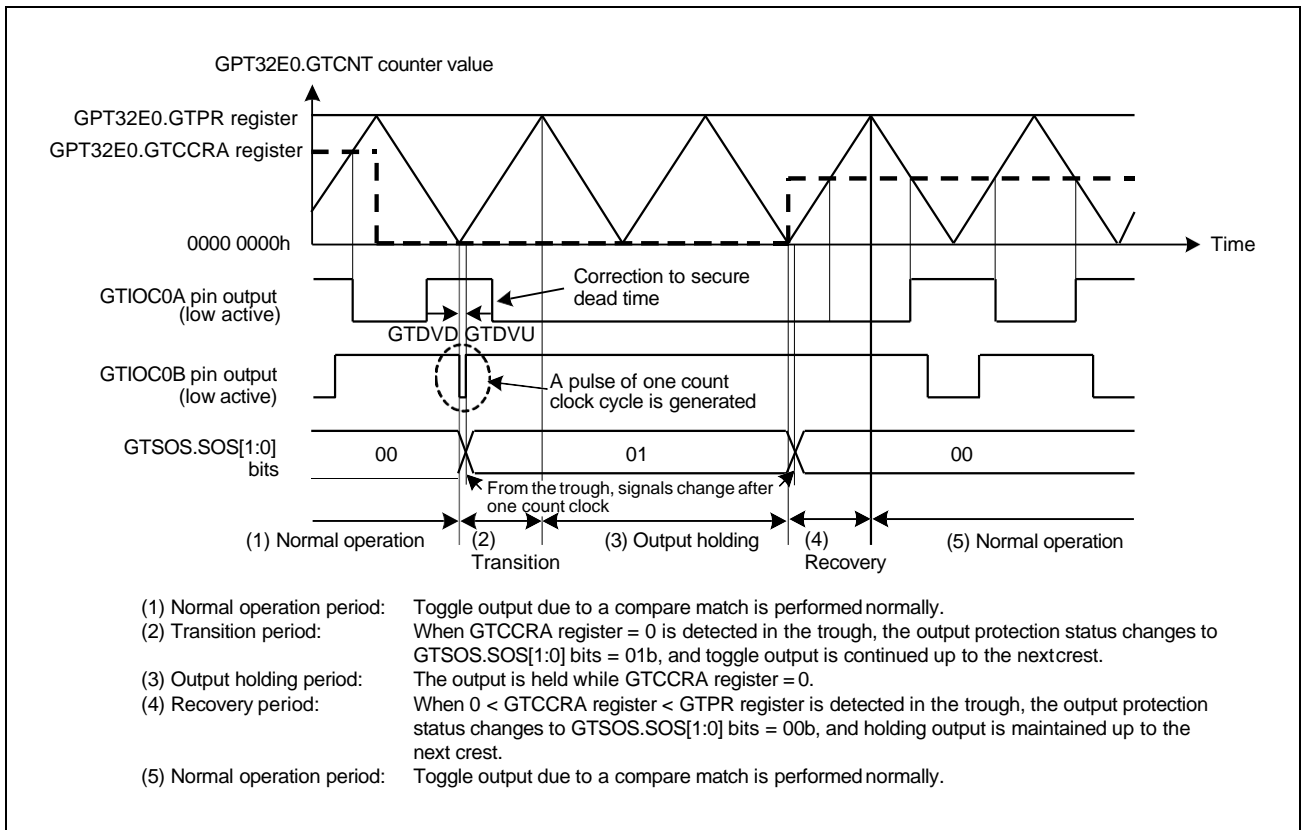 GPT32E0.GTCNT counter value
GPT32E0.GTPR register
GPT32E0.GTCCRA register
0000 0000h
Time
GTIOC0A pin output
(low active)
Correction to secure
dead time
GTDVD GTDVU
GTIOC0B pin output
(low active)
A pulse of one count
clock cycle is generated
GTSOS.SOS[1:0]
bits
00
01
00
From the trough, signals change after
one count clock
(1) Normal operation
(2)
Transition
(3) Output holding
(4)
Recovery
(5) Normal operation
(1) Normal operation period: Toggle output due to a compare match is performed normally.
(2) Transition period: When GTCCRA register = 0 is detected in the trough, the output protection status changes to
GTSOS.SOS[1:0] bits = 01b, and toggle output is continued up to the next crest.
(3) Output holding period: The output is held while GTCCRA register = 0.
(4) Recovery period: When 0 < GTCCRA register < GTPR register is detected in the trough, the output protection
status changes to GTSOS.SOS[1:0] bits = 00b, and holding output is maintained up to the
next crest.
(5) Normal operation period: Toggle output due to a compare match is performed normally.